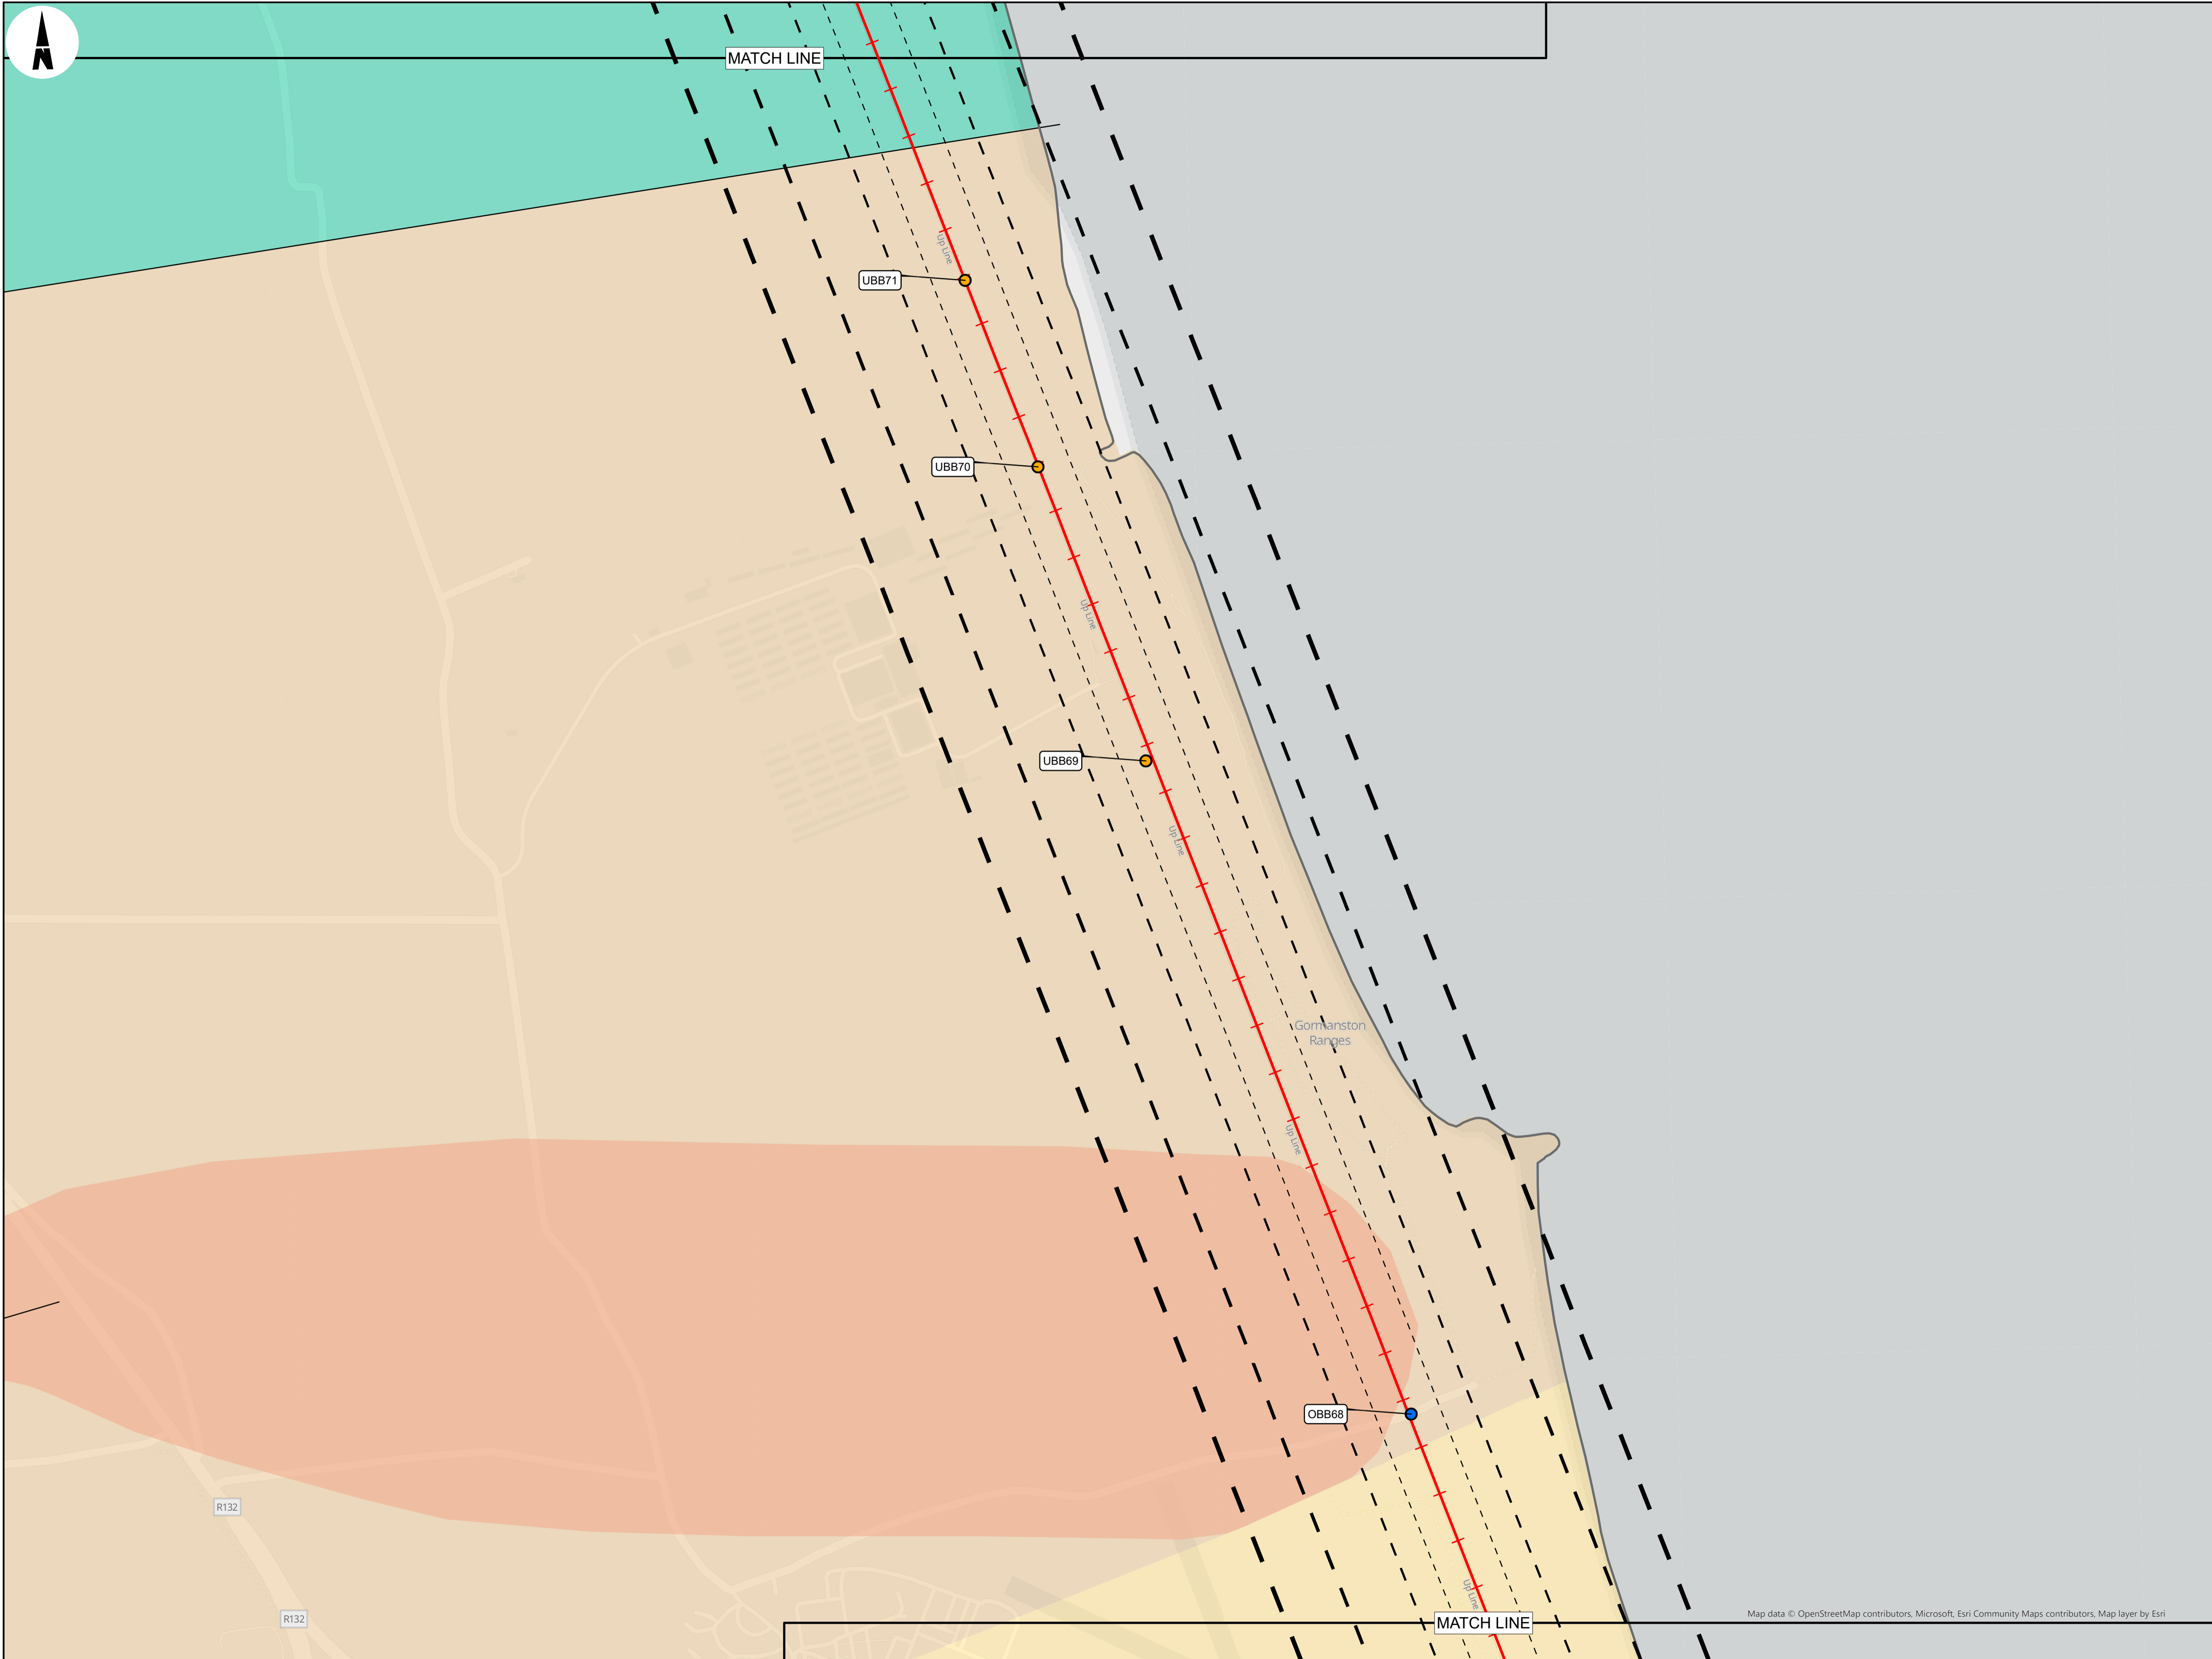 N
MATCH LINE
Up Line
UBB71
UBB70
Up Line
UBB69
Up Line
Gormanston
Ranges
Up Line
OBB68
R132
Up Line
R132
MATCH LINE
Map data © OpenStreetMap contributors, Microsoft, Esri Community Maps contributors, Map layer by Esri